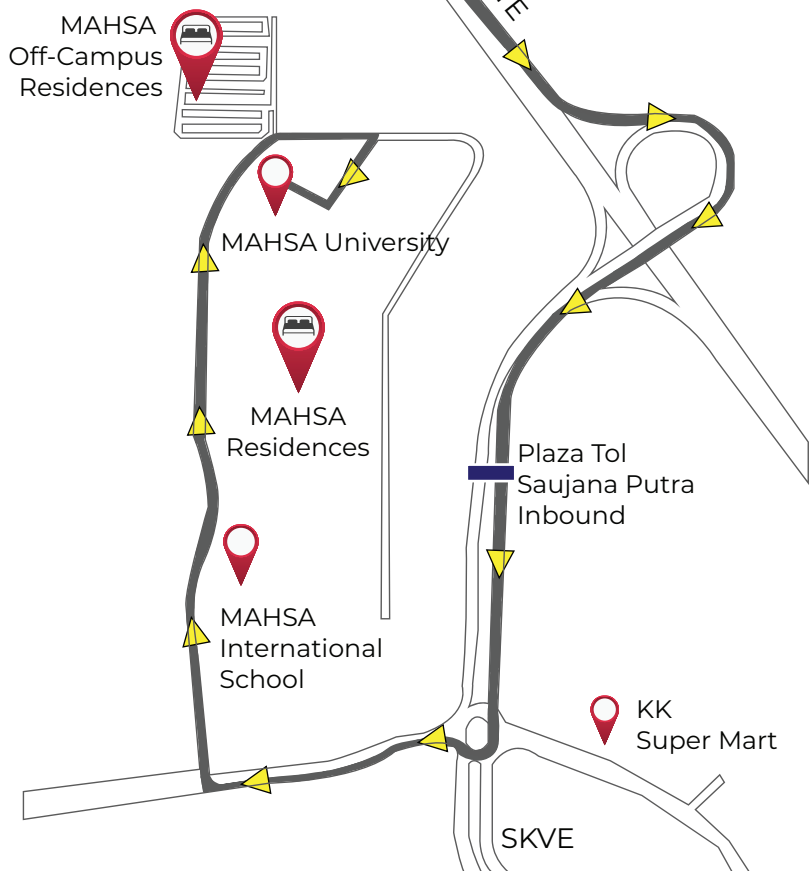 MAHSA
Off-Campus
Residences
MAHSA University
MAHSA
Residences
Plaza Tol
Saujana Putra
Inbound
MAHSA
International
School
KK
Super Mart
SKVE